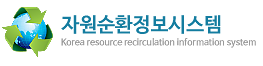 자원순환정보시스템
Korea resource recirculation information system